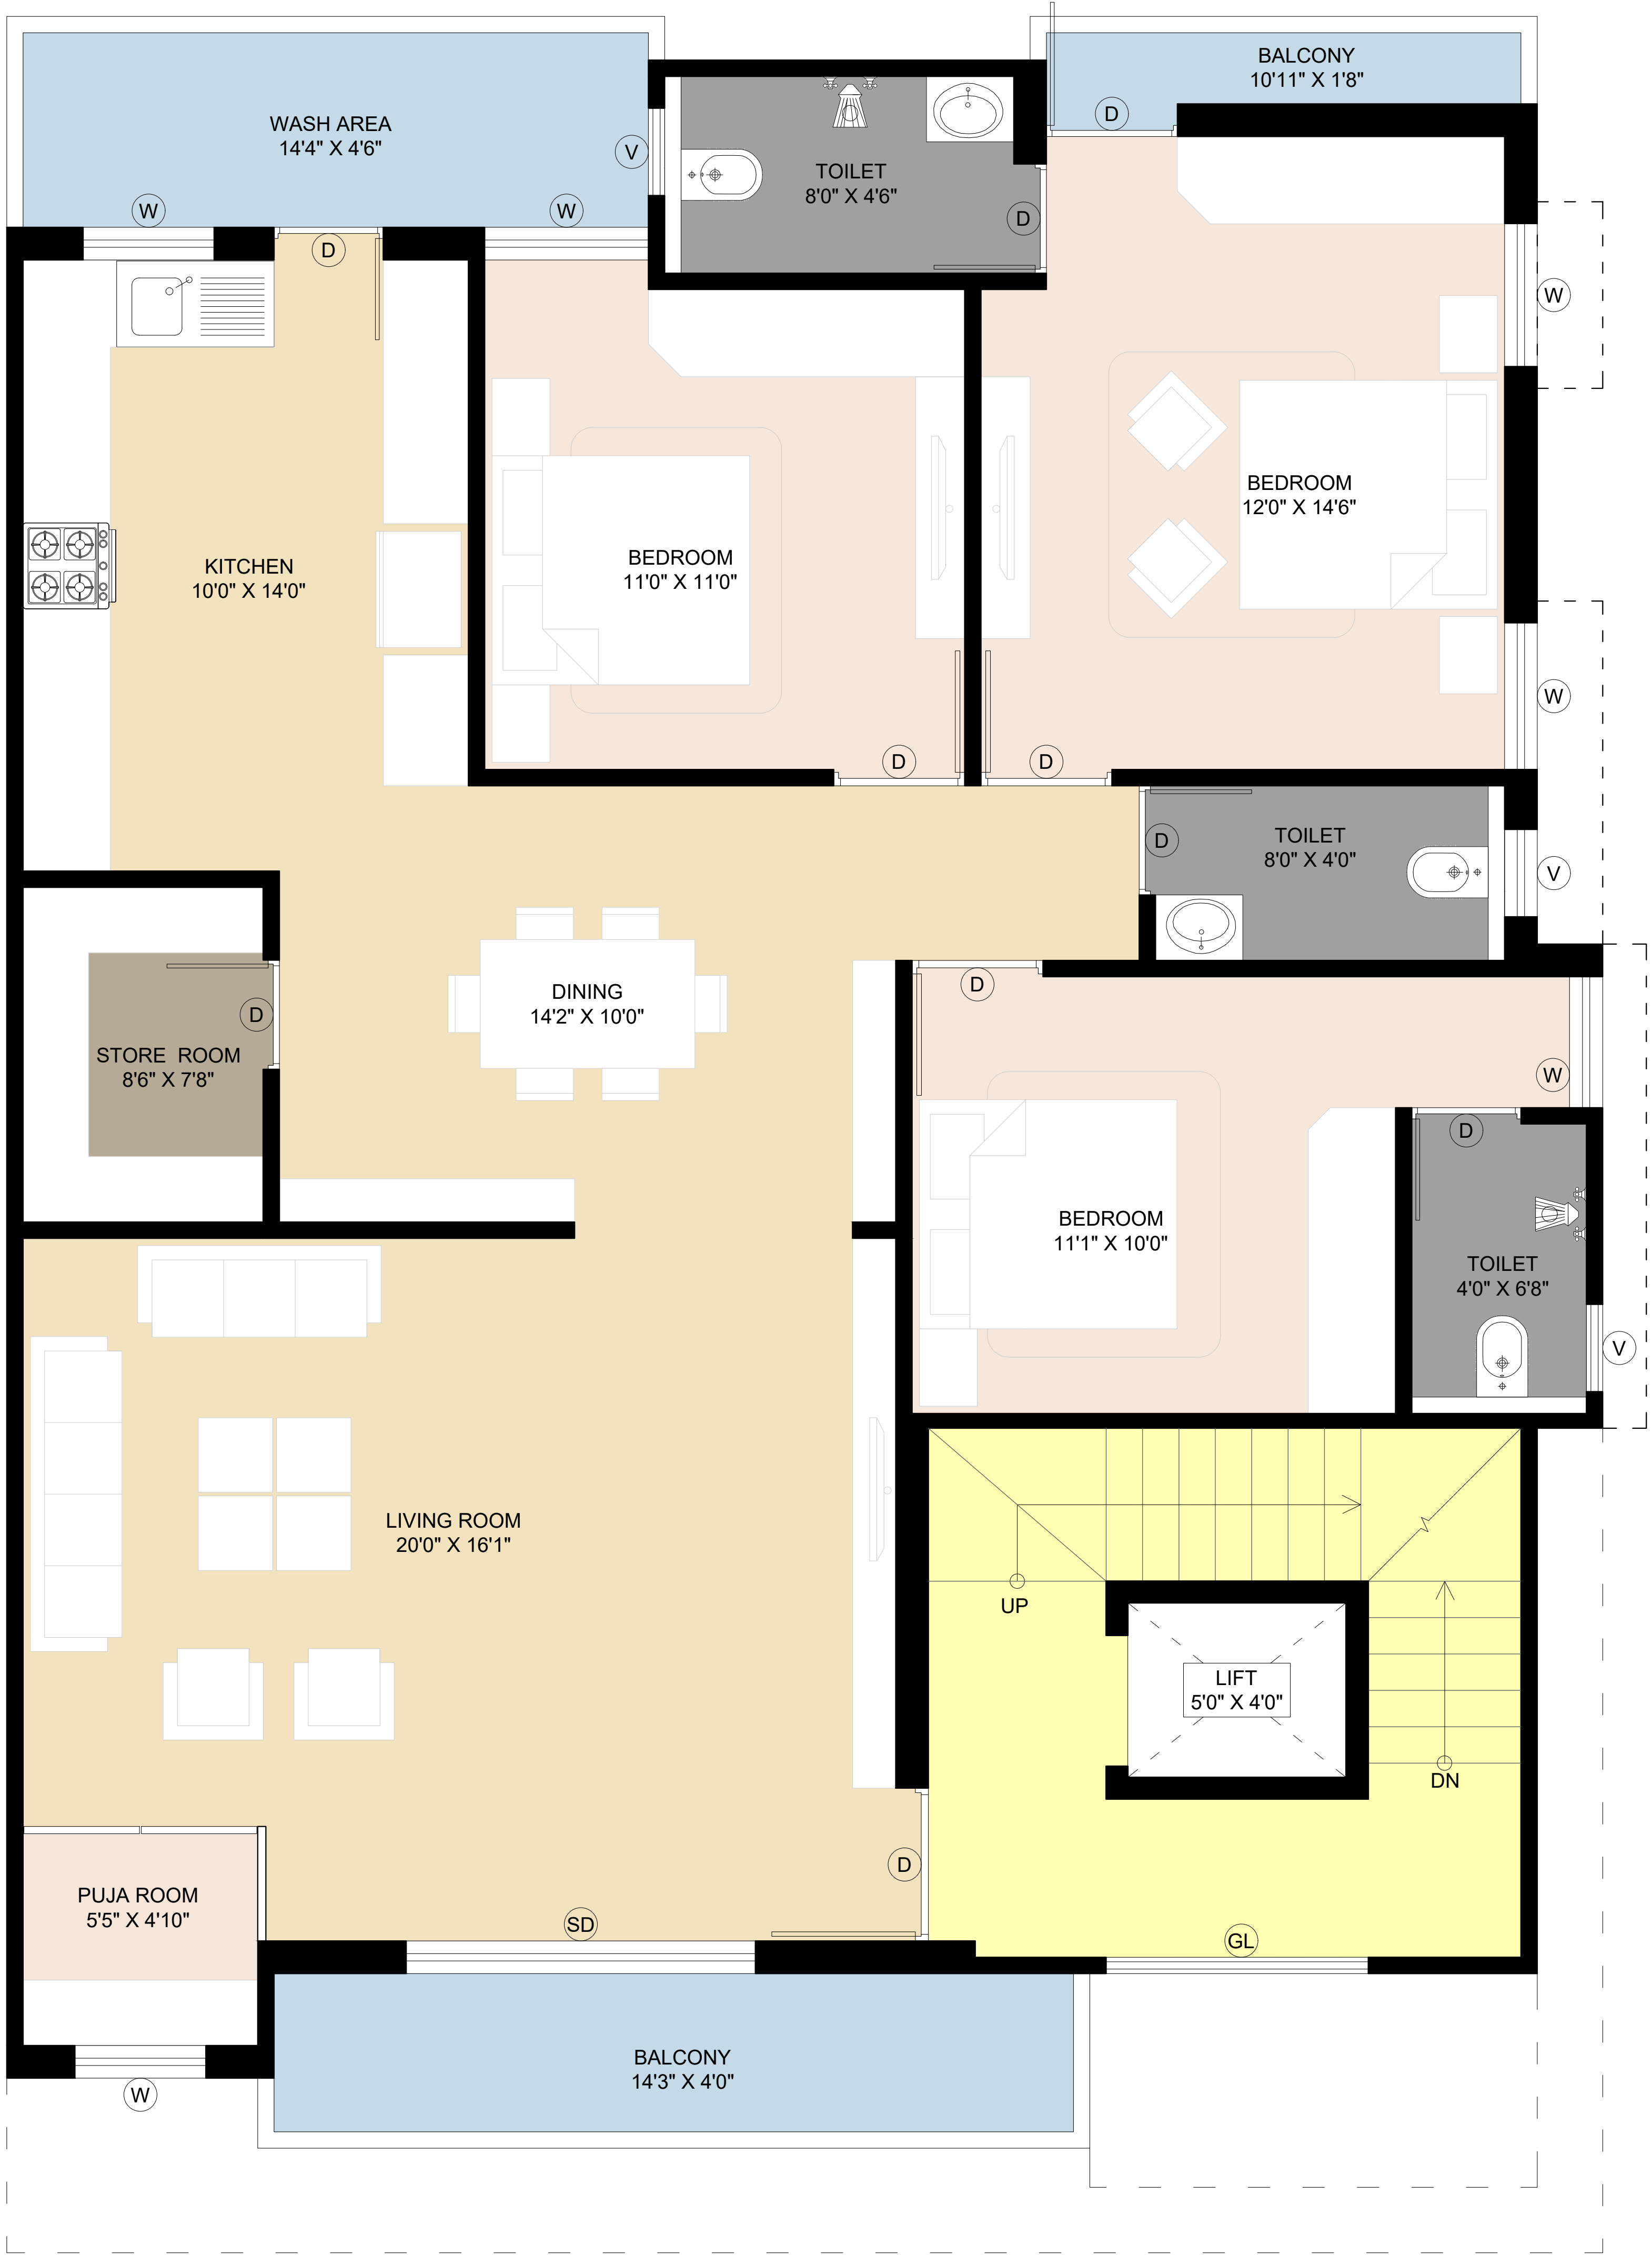 BALCONY
10'11" X 1'8"
D
WASH AREA
14'4" X 4'6"
V
TOILET
8'0" X 4'6"
W
W
D
D
W
BEDROOM
12'0" X 14'6"
KITCHEN
10'0" X 14'0"
BEDROOM
11'0" X 11'0"
W
D
D
D
TOILET
8'0" X 4'0"
V
DINING
14'2" X 10'0"
D
D
STORE ROOM
8'6" X 7'8"
W
D
BEDROOM
11'1" X 10'0"
TOILET
4'0" X 6'8"
V
LIVING ROOM
20'0" X 16'1"
UP
LIFT
5'0" X 4'0"
DN
D
PUJA ROOM
5'5" X 4'10"
SD
GL
BALCONY
14'3" X 4'0"
W